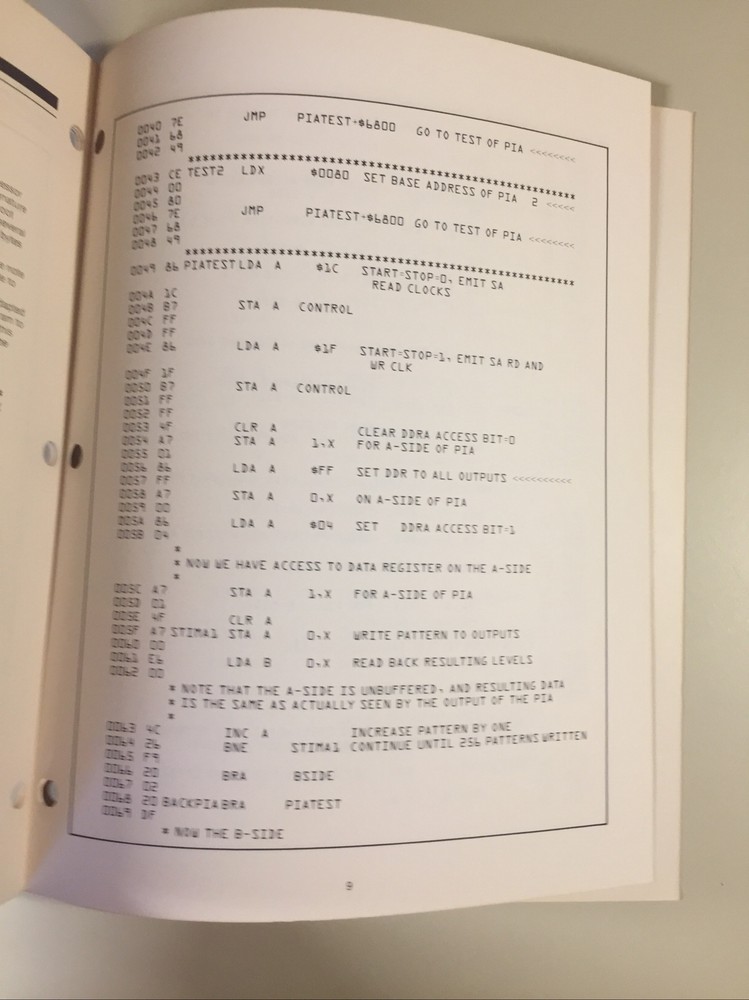 0040 7E JMP PIATEST+$6800 GO TO TEST OF PIA <<<<<<<<
0041 68
0042 49
****************************************************
0043 CE TEST2 LDX $0080 SET BASE ADDRESS OF PIA 2 <<<<<
0044 00
0045 80
0046 7E JMP PIATEST+$6800 GO TO TEST OF PIA <<<<<<<<
0047 68
0048 49
****************************************************
0049 86 PIATEST LDA A $1C START=STOP=0, EMIT SA
READ CLOCKS
004A 1C
004B B7 STA A CONTROL
004C FF
004D FF
004E 86 LDA A $1F START=STOP=1, EMIT SA RD AND
WR CLK
004F 1F
0050 B7 STA A CONTROL
0051 FF
0052 FF
0053 4F CLR A CLEAR DDRA ACCESS BIT=0
0054 A7 STA A 1,X FOR A-SIDE OF PIA
0055 01
0056 86 LDA A $FF SET DDR TO ALL OUTPUTS <<<<<<<<<<
0057 FF
0058 A7 STA A 0,X ON A-SIDE OF PIA
0059 00
005A 86 LDA A $04 SET DDRA ACCESS BIT=1
005B 04
*
* NOW WE HAVE ACCESS TO DATA REGISTER ON THE A-SIDE
*
005C A7 STA A 1,X FOR A-SIDE OF PIA
005D 01
005E 4F CLR A
005F A7 STIMA1 STA A 0,X WRITE PATTERN TO OUTPUTS
0060 00
0061 E6 LDA B 0,X READ BACK RESULTING LEVELS
0062 00
* NOTE THAT THE A-SIDE IS UNBUFFERED, AND RESULTING DATA
* IS THE SAME AS ACTUALLY SEEN BY THE OUTPUT OF THE PIA
*
0063 4C INC A INCREASE PATTERN BY ONE
0064 26 BNE STIMA1 CONTINUE UNTIL 256 PATTERNS WRITTEN
0065 F9
0066 20 BRA BSIDE
0067 02
0068 20 BACKPIA BRA PIATEST
0069 DF
* NOW THE B-SIDE
9